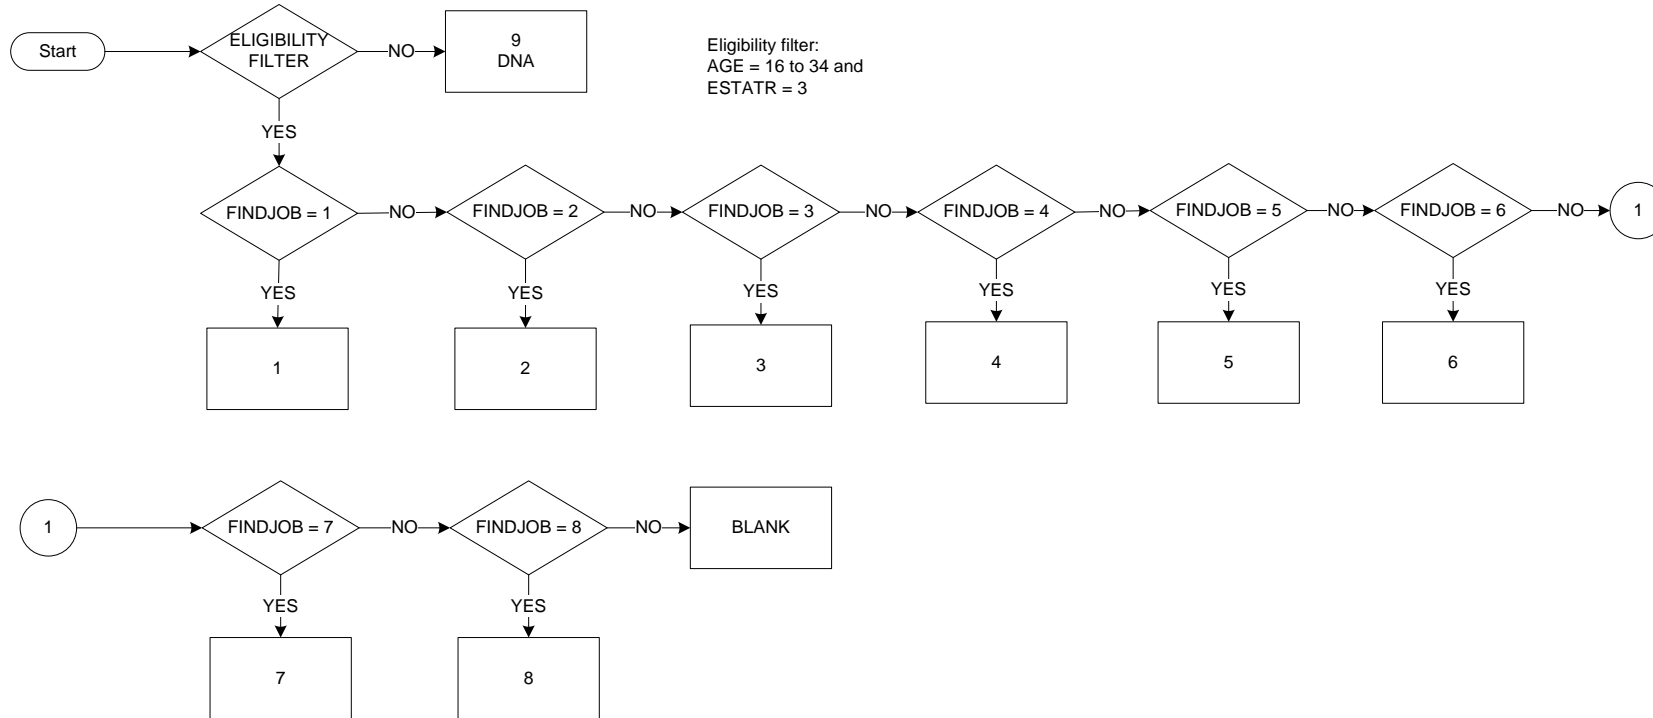 Start
ELIGIBILITY
FILTER
NO
9
DNA
Eligibility filter:
AGE = 16 to 34 and
ESTATR = 3
YES
FINDJOB = 1
NO
FINDJOB = 2
NO
FINDJOB = 3
NO
FINDJOB = 4
NO
FINDJOB = 5
NO
FINDJOB = 6
NO
1
YES
YES
YES
YES
YES
YES
1
2
3
4
5
6
1
FINDJOB = 7
NO
FINDJOB = 8
NO
BLANK
YES
YES
7
8